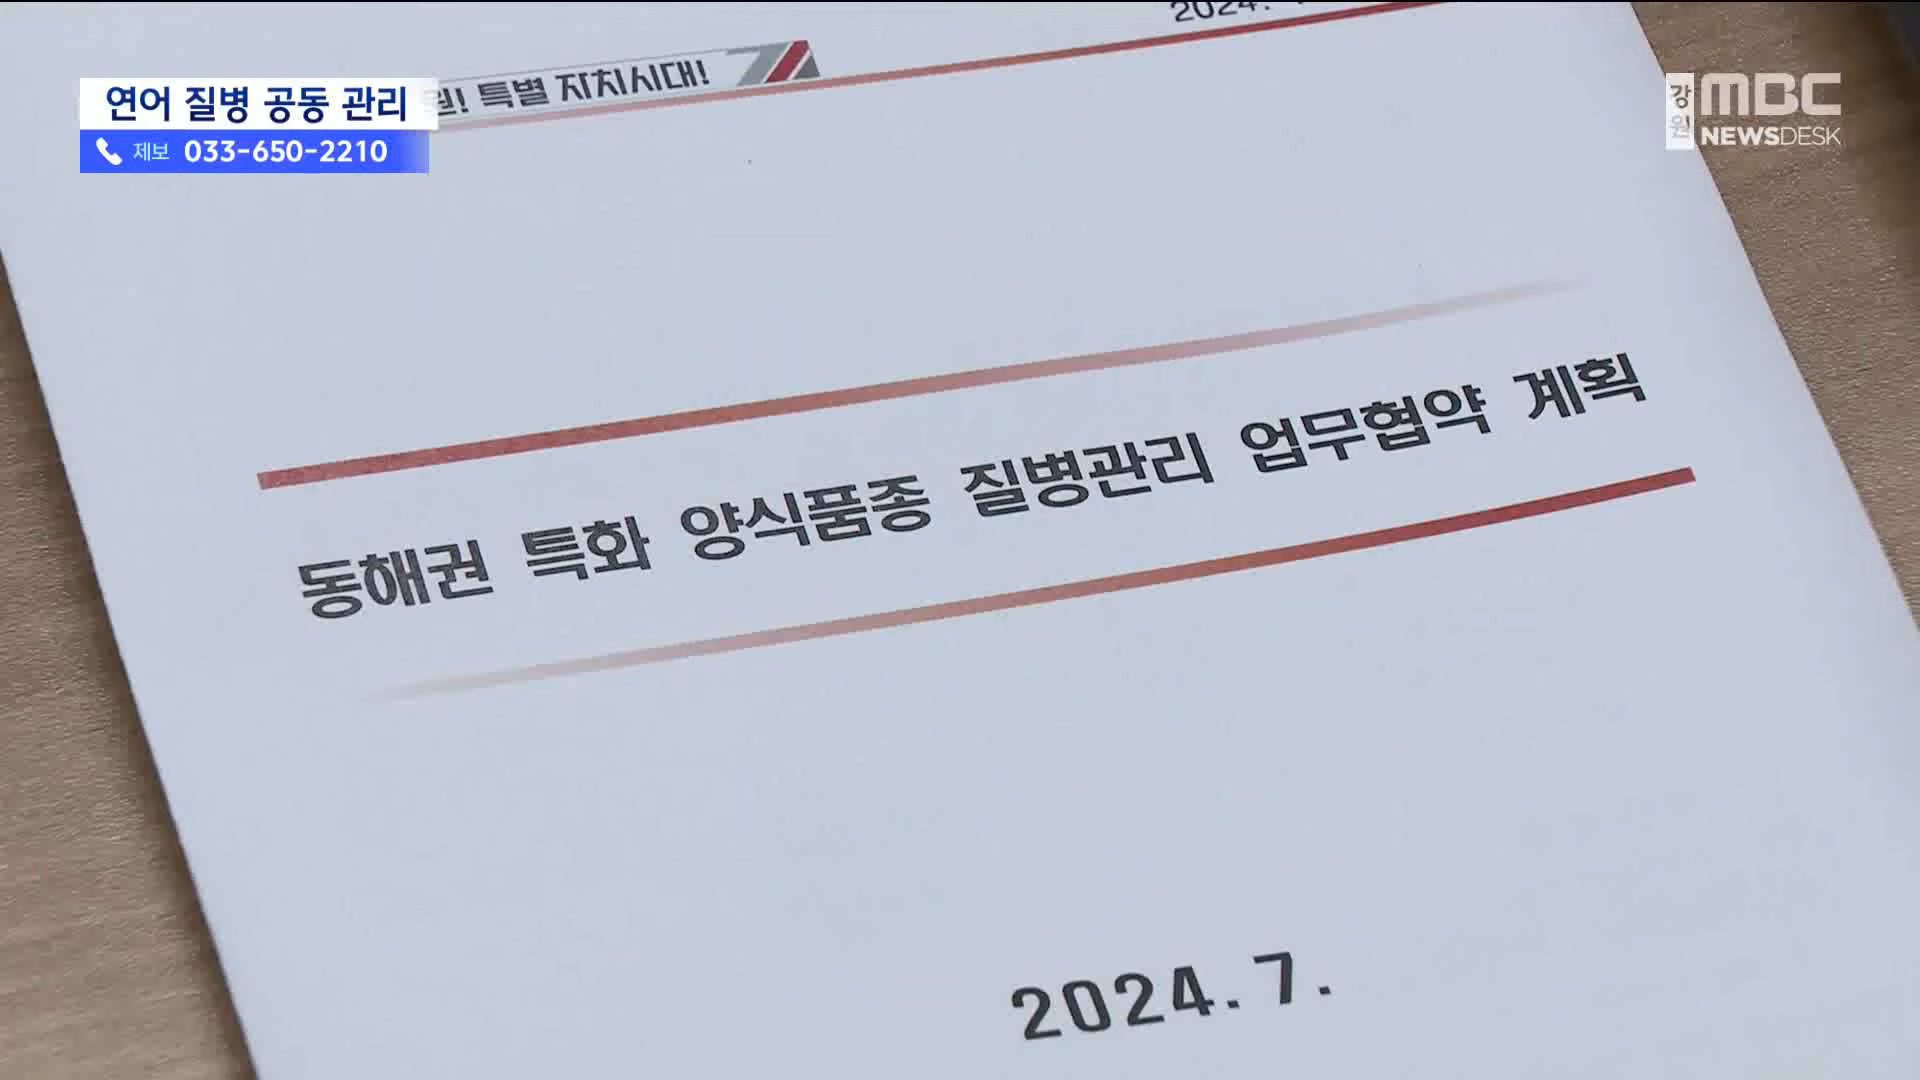 2024.
원! 특별 자치시대!
연어 질병 공동 관리
제보 033-650-2210
강원 MBC
NEWSDESK
동해권 특화 양식품종 질병관리 업무협약 계획
2024. 7.